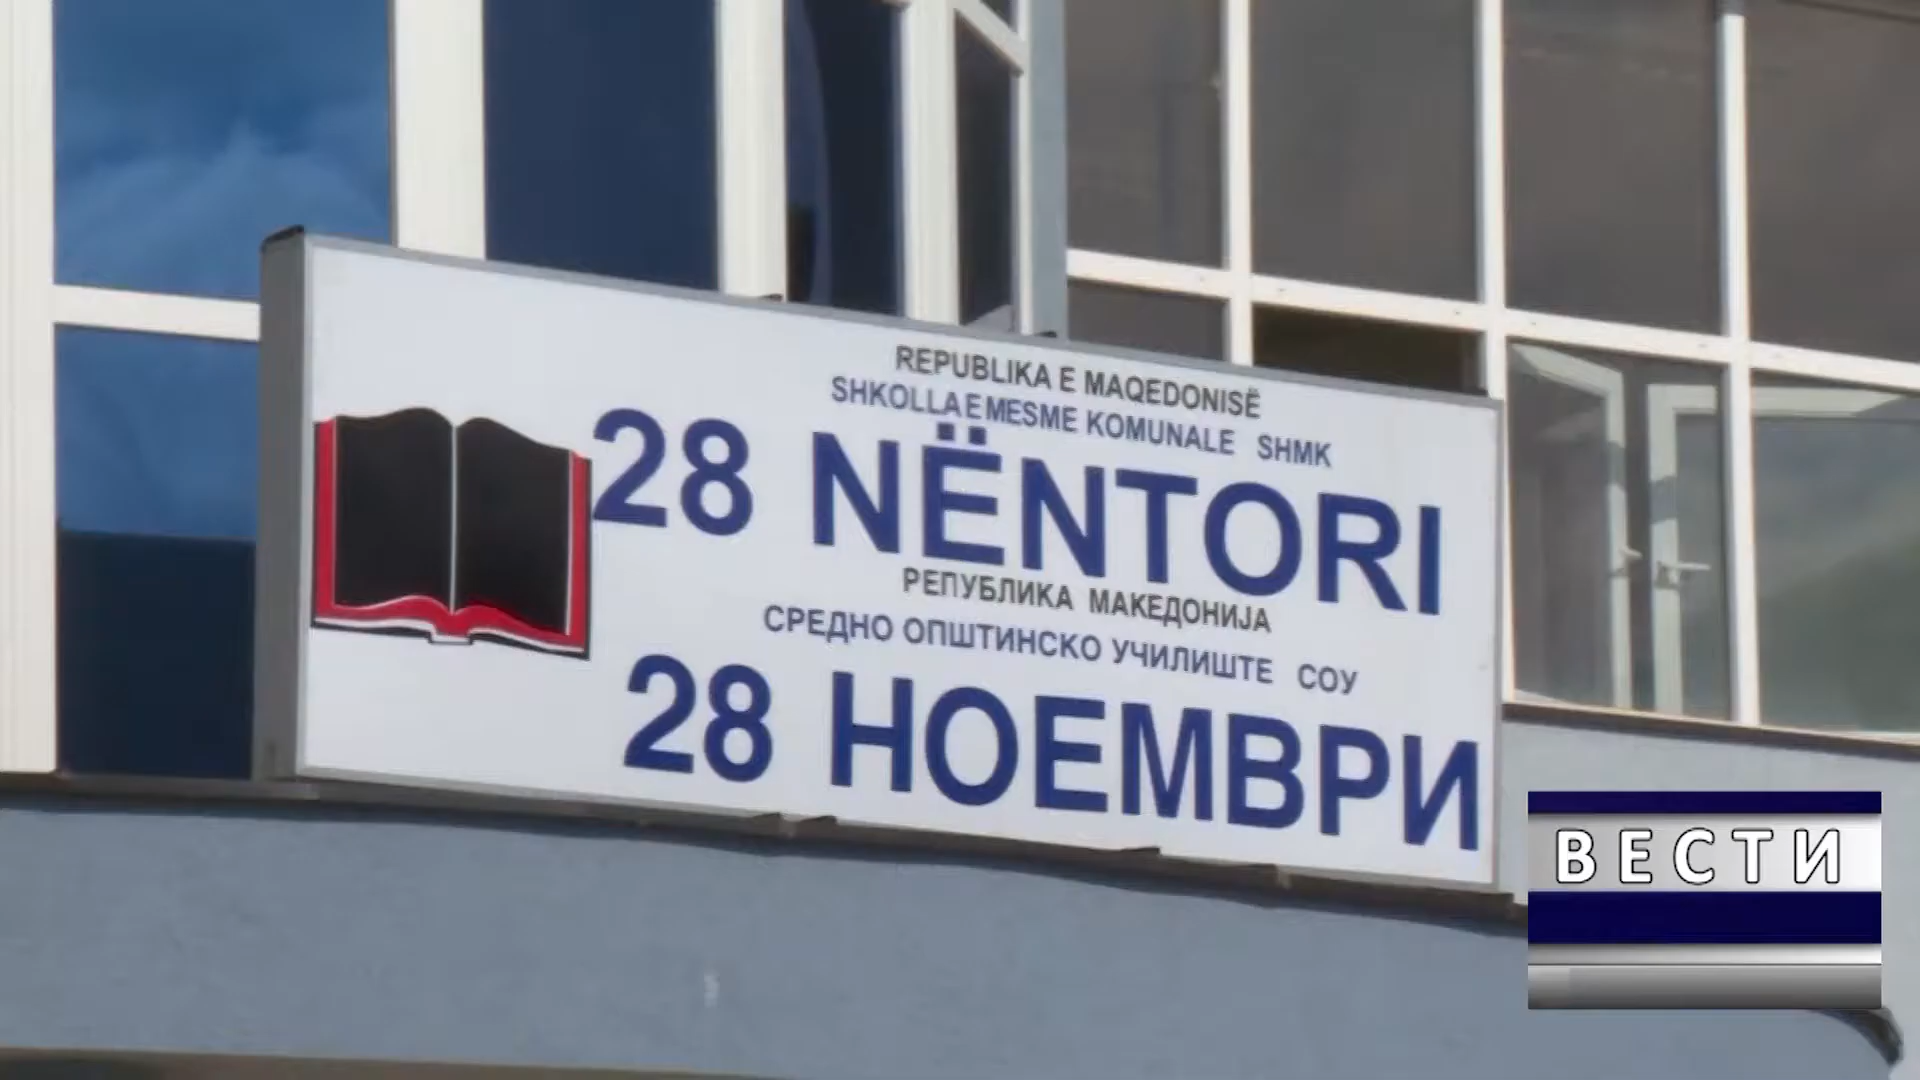 REPUBLIKA E MAQEDONISË
SHKOLLA E MESME KOMUNALE SHMK
28 NËNTORI
РЕПУБЛИКА МАКЕДОНИЈА
СРЕДНО ОПШТИНСКО УЧИЛИШТЕ СОУ
28 НОЕМВРИ
ВЕСТИ